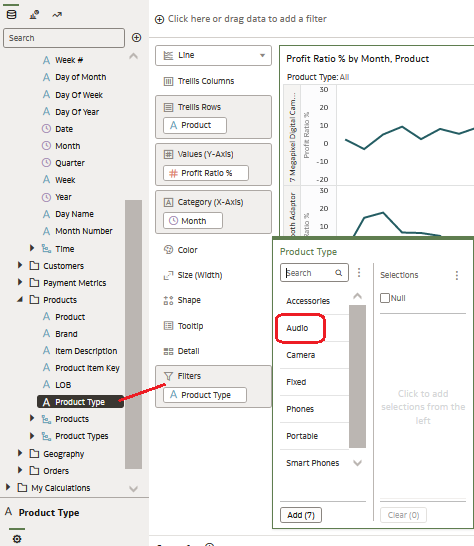 Search
Week #
Day of Month
Day Of Week
Day Of Year
Date
Month
Quarter
Week
Year
Day Name
Month Number
Time
Customers
Payment Metrics
Products
Product
Brand
Item Description
Product Item Key
LOB
Product Type
Products
Product Types
Geography
Orders
My Calculations
A Product Type
Click here or drag data to add a filter
Line
Trellis Columns
Trellis Rows
A Product
Values (Y-Axis)
# Profit Ratio %
Category (X-Axis)
Month
Color
Size (Width)
Shape
Tooltip
Detail
Filters
A Product Type
Profit Ratio % by Month, Product
Product Type: All
7 Megapixel Digital Cam...
Profit Ratio %
30
20
10
0
-10
-20
ooth Adaptor
Ratio %
30
20
10
0
Product Type
Search
Accessories
Audio
Camera
Fixed
Phones
Portable
Smart Phones
Add (7)
Selections
Null
Click to add
selections from the
left
Clear (0)